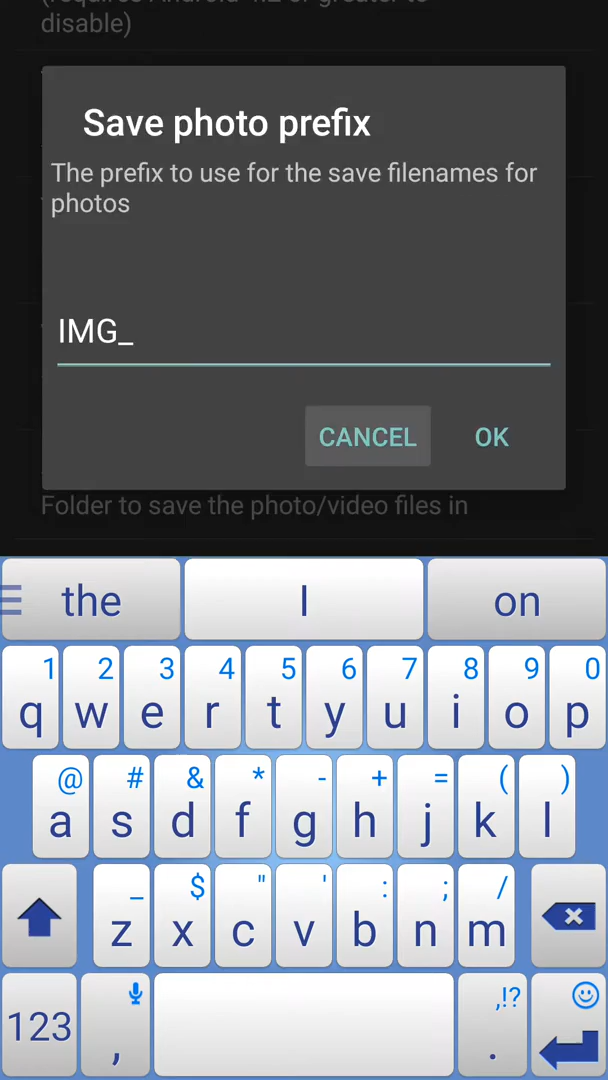 disable)
Save photo prefix
The prefix to use for the save filenames for
photos
IMG_
CANCEL OK
Folder to save the photo/video files in
the I on
1 2 3 4 5 6 7 8 9 0
q w e r t y u i o p
@ # & * - + = ( )
a s d f g h j k l
_ $ " ' : ; /
z x c v b n m
,!?
123 , .